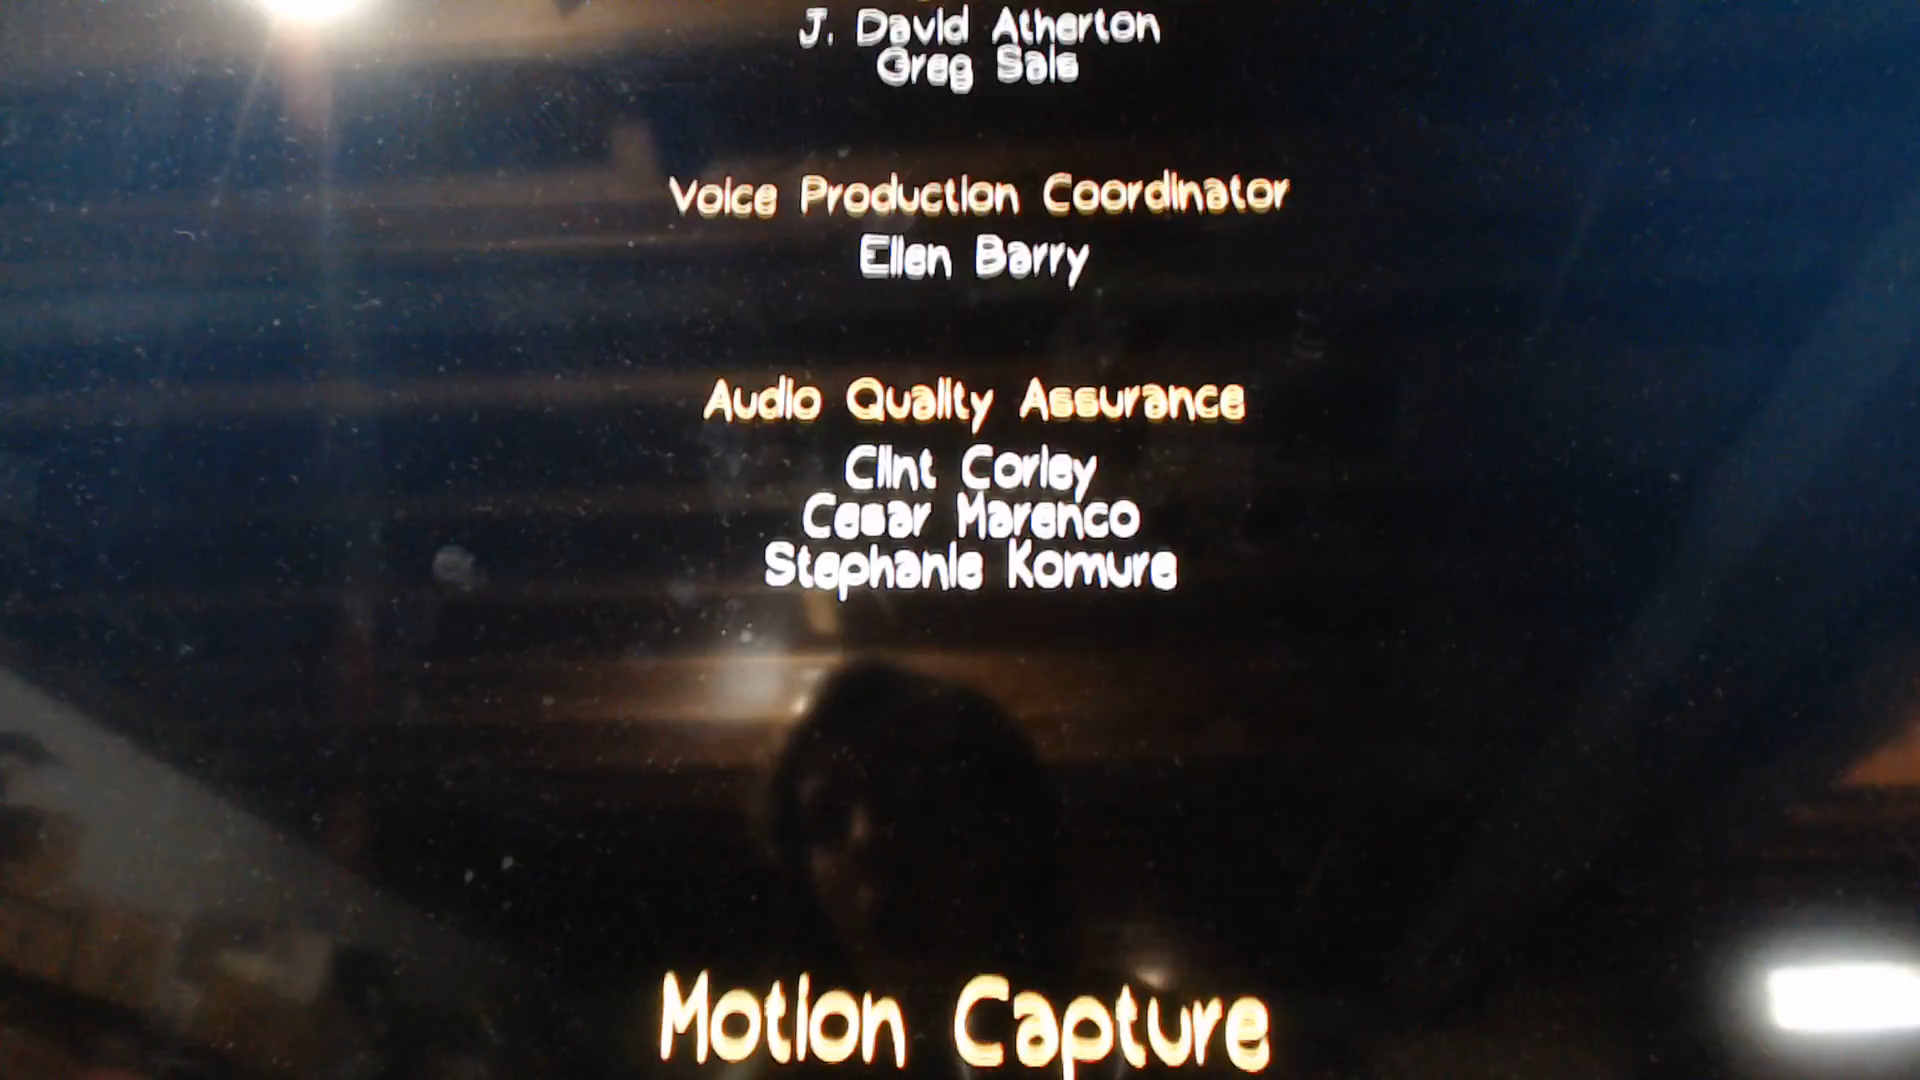 J. David Atherton
Greg Sale
Voice Production Coordinator
Ellen Barry
Audio Quality Assurance
Clint Corley
Cesar Marenco
Stephanie Komure
Motion Capture